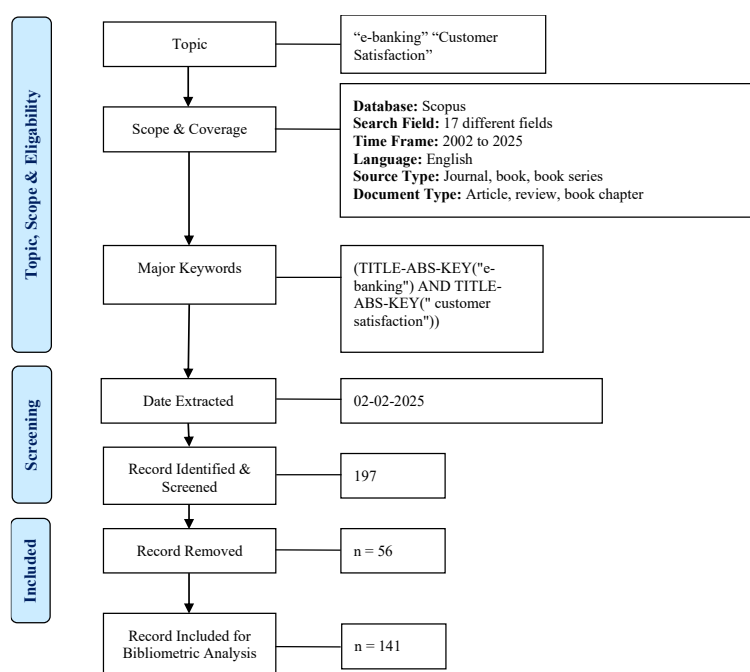 Topic, Scope & Eligability
Topic
“e-banking” “Customer
Satisfaction”
Scope & Coverage
Database: Scopus
Search Field: 17 different fields
Time Frame: 2002 to 2025
Language: English
Source Type: Journal, book, book series
Document Type: Article, review, book chapter
Major Keywords
(TITLE-ABS-KEY("e-
banking") AND TITLE-
ABS-KEY(" customer
satisfaction"))
Screening
Date Extracted
02-02-2025
Record Identified &
Screened
197
Included
Record Removed
n = 56
Record Included for
Bibliometric Analysis
n = 141